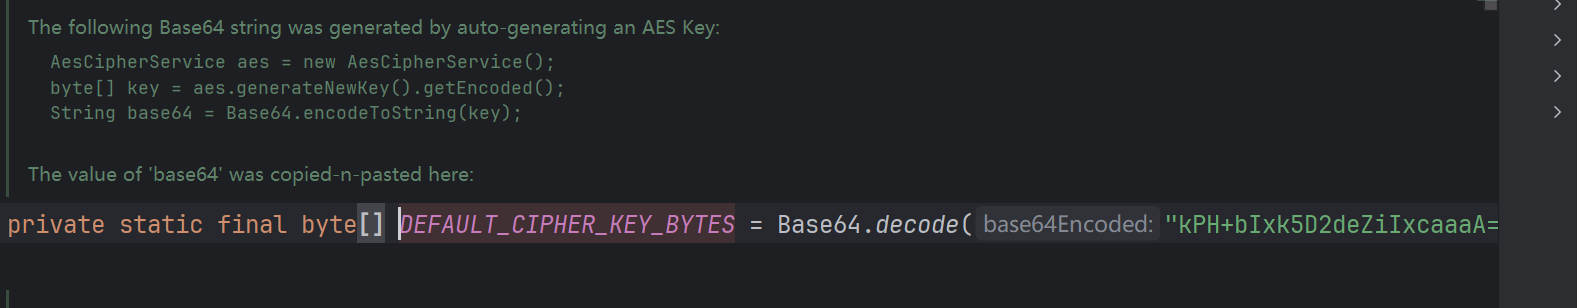 The following Base64 string was generated by auto-generating an AES Key:
AesCipherService aes = new AesCipherService();
byte[] key = aes.generateNewKey().getEncoded();
String base64 = Base64.encodeToString(key);
The value of 'base64' was copied-n-pasted here:
private static final byte[] DEFAULT_CIPHER_KEY_BYTES = Base64.decode( base64Encoded: "kPH+bIxk5D2deZiIxcaaaA=